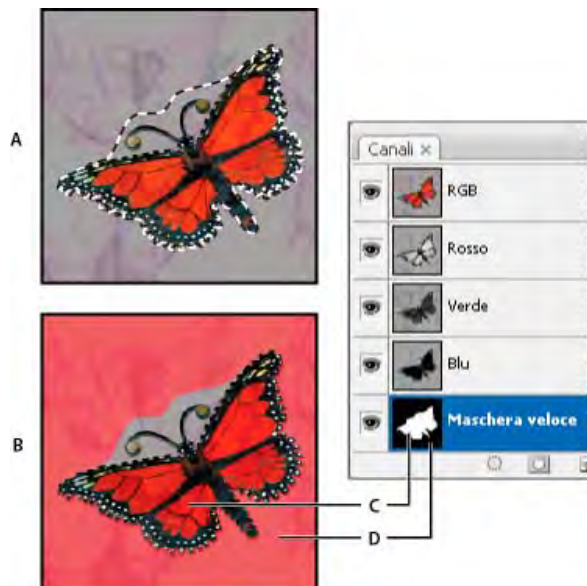 A
Canali ×
RGB
Rosso
Verde
Blu
B
Maschera veloce
C
D